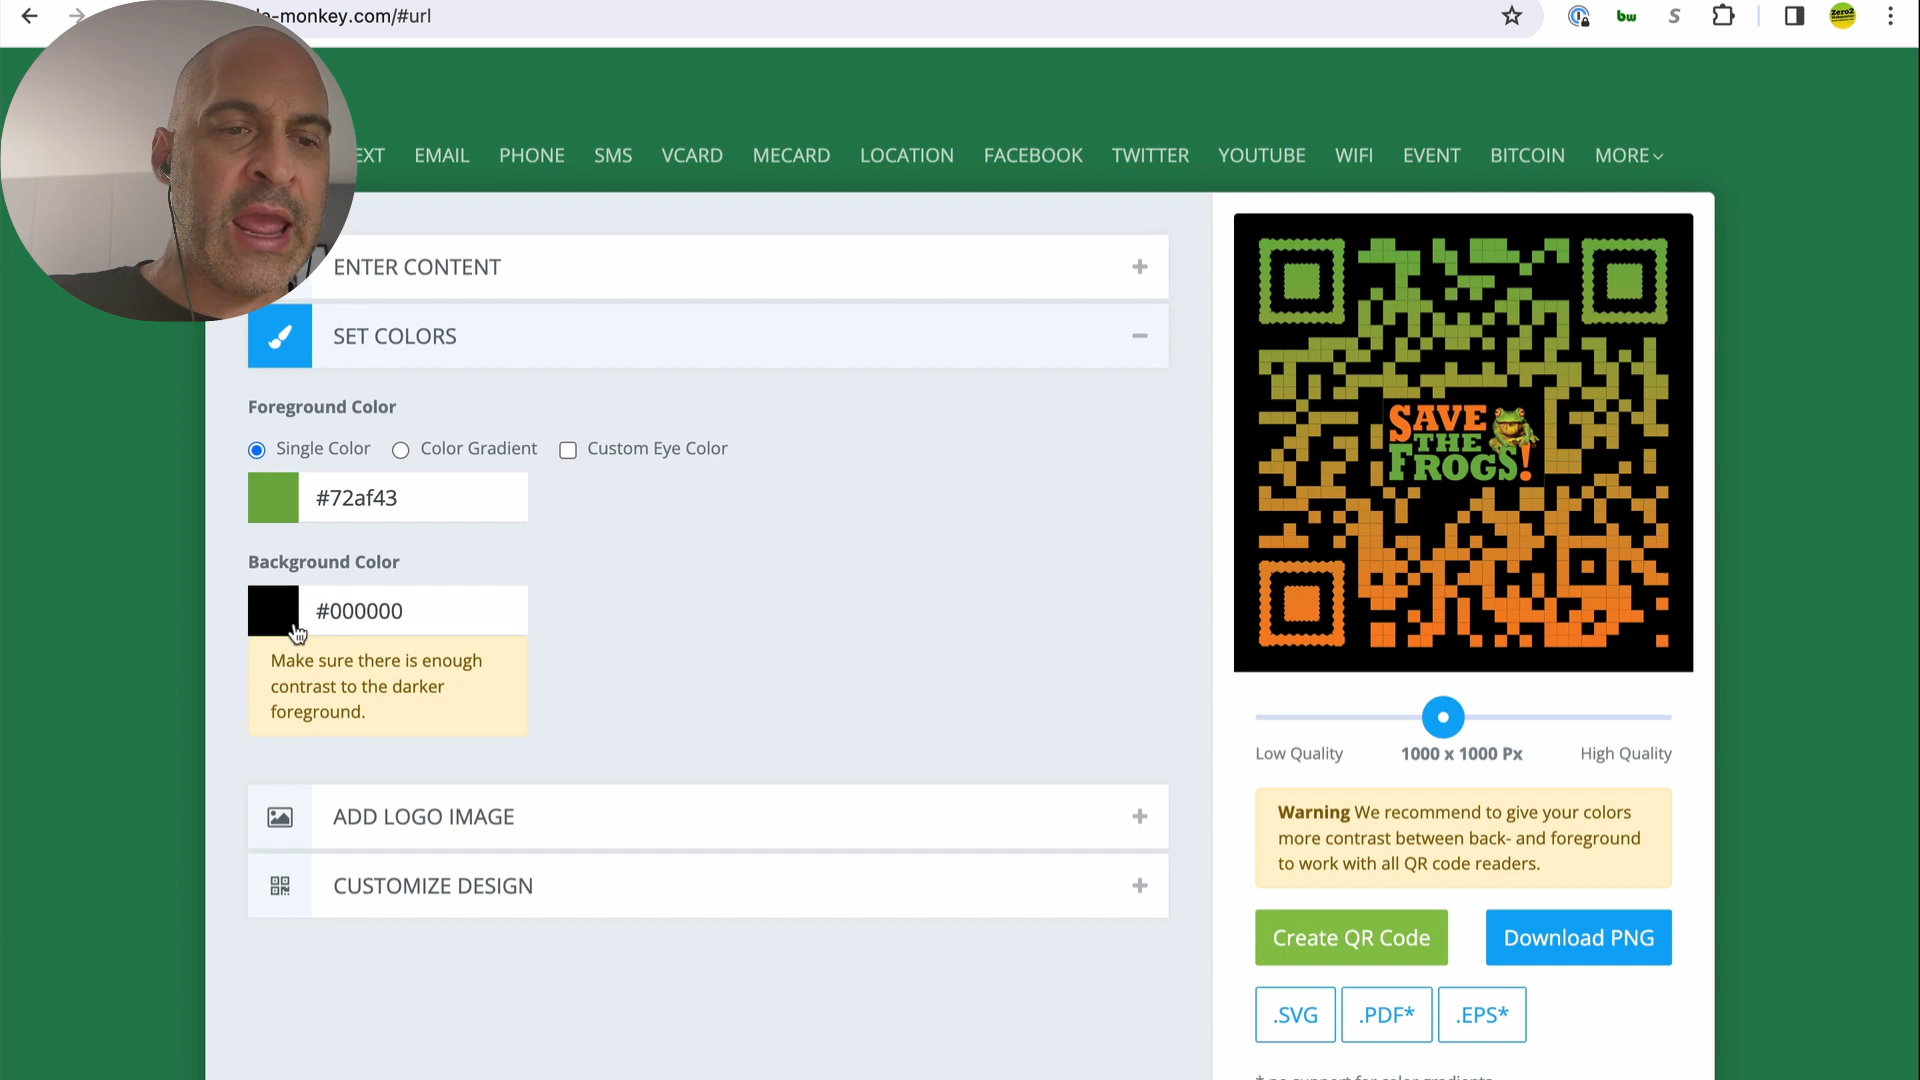 -monkey.com/#url
bw
S
EXT EMAIL PHONE SMS VCARD MECARD LOCATION FACEBOOK TWITTER YOUTUBE WIFI EVENT BITCOIN MORE
ENTER CONTENT
SET COLORS
Foreground Color
Single Color Color Gradient Custom Eye Color
#72af43
Background Color
#000000
Make sure there is enough
contrast to the darker
foreground.
ADD LOGO IMAGE
CUSTOMIZE DESIGN
SAVE
THE
FROGS!
Low Quality 1000 x 1000 Px High Quality
Warning We recommend to give your colors
more contrast between back- and foreground
to work with all QR code readers.
Create QR Code Download PNG
.SVG .PDF* .EPS*